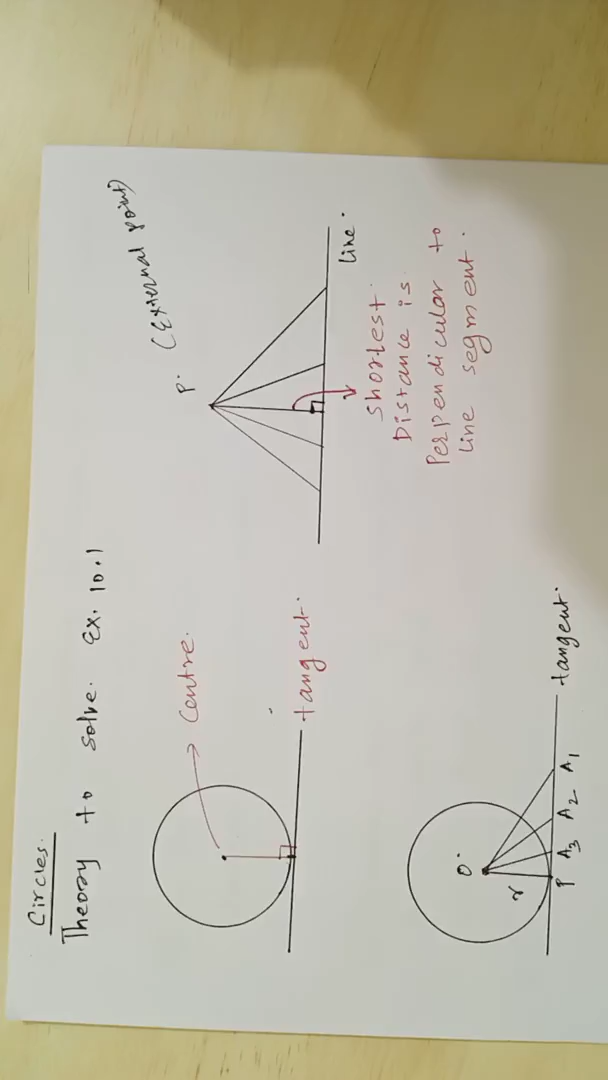 Circles.
Theory to solve. Ex. 10.1
Centre.
tangent.
P. (External point)
Line.
shortest.
Distance is.
Perpendicular to
Line segment.
O.
r
P A3 A2 A1
tangent.